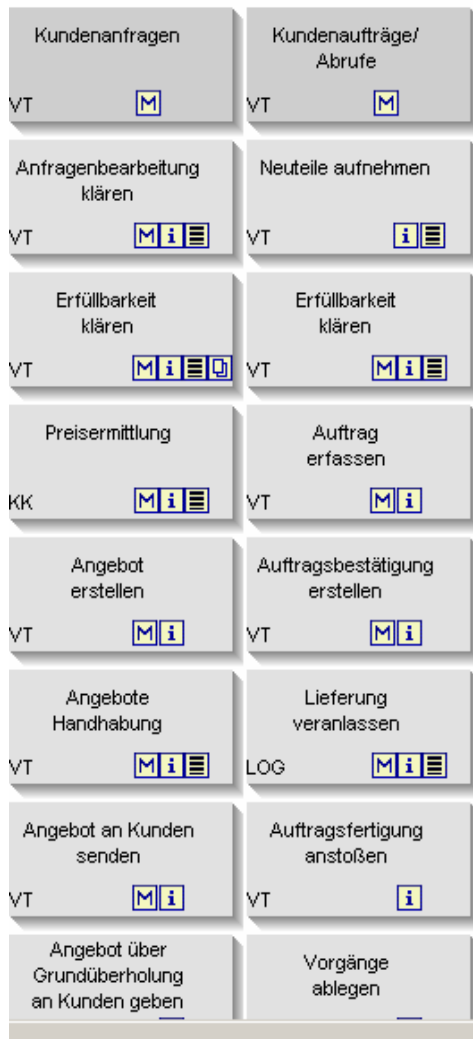 Kundenanfragen
VT M
Kundenaufträge/
Abrufe
VT M
Anfragenbearbeitung
klären
VT M i
Neuteile aufnehmen
VT i
Erfüllbarkeit
klären
VT M i
Erfüllbarkeit
klären
VT M i
Preisermittlung
KK M i
Auftrag
erfassen
VT M i
Angebot
erstellen
VT M i
Auftragsbestätigung
erstellen
VT M i
Angebote
Handhabung
VT M i
Lieferung
veranlassen
LOG M i
Angebot an Kunden
senden
VT M i
Auftragsfertigung
anstoßen
VT i
Angebot über
Grundüberholung
an Kunden geben
Vorgänge
ablegen